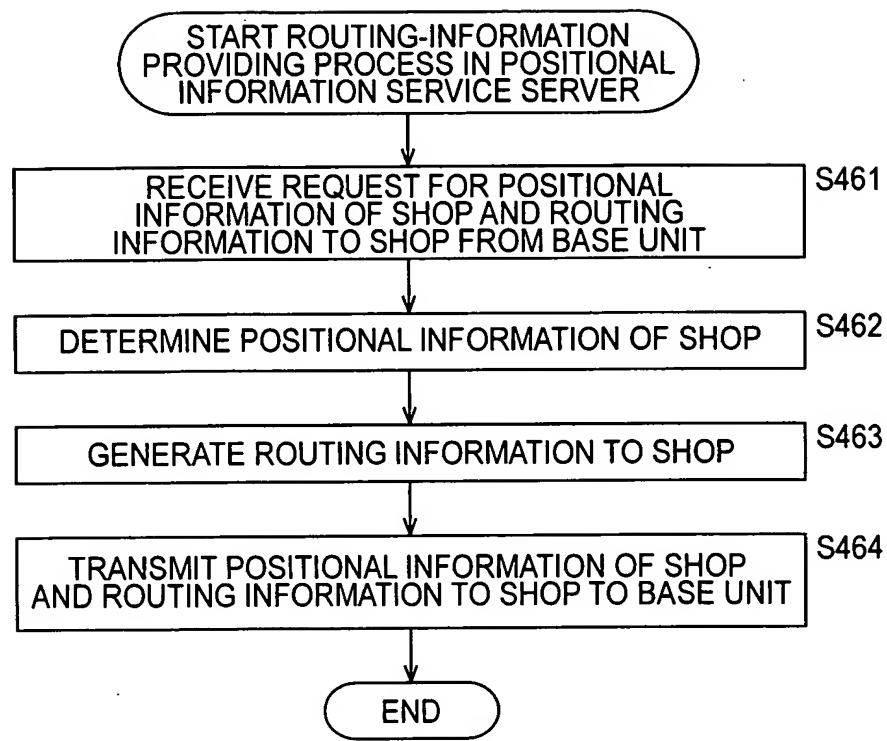 START ROUTING-INFORMATION
PROVIDING PROCESS IN POSITIONAL
INFORMATION SERVICE SERVER
S461
RECEIVE REQUEST FOR POSITIONAL
INFORMATION OF SHOP AND ROUTING
INFORMATION TO SHOP FROM BASE UNIT
S462
DETERMINE POSITIONAL INFORMATION OF SHOP
S463
GENERATE ROUTING INFORMATION TO SHOP
S464
TRANSMIT POSITIONAL INFORMATION OF SHOP
AND ROUTING INFORMATION TO SHOP TO BASE UNIT
END